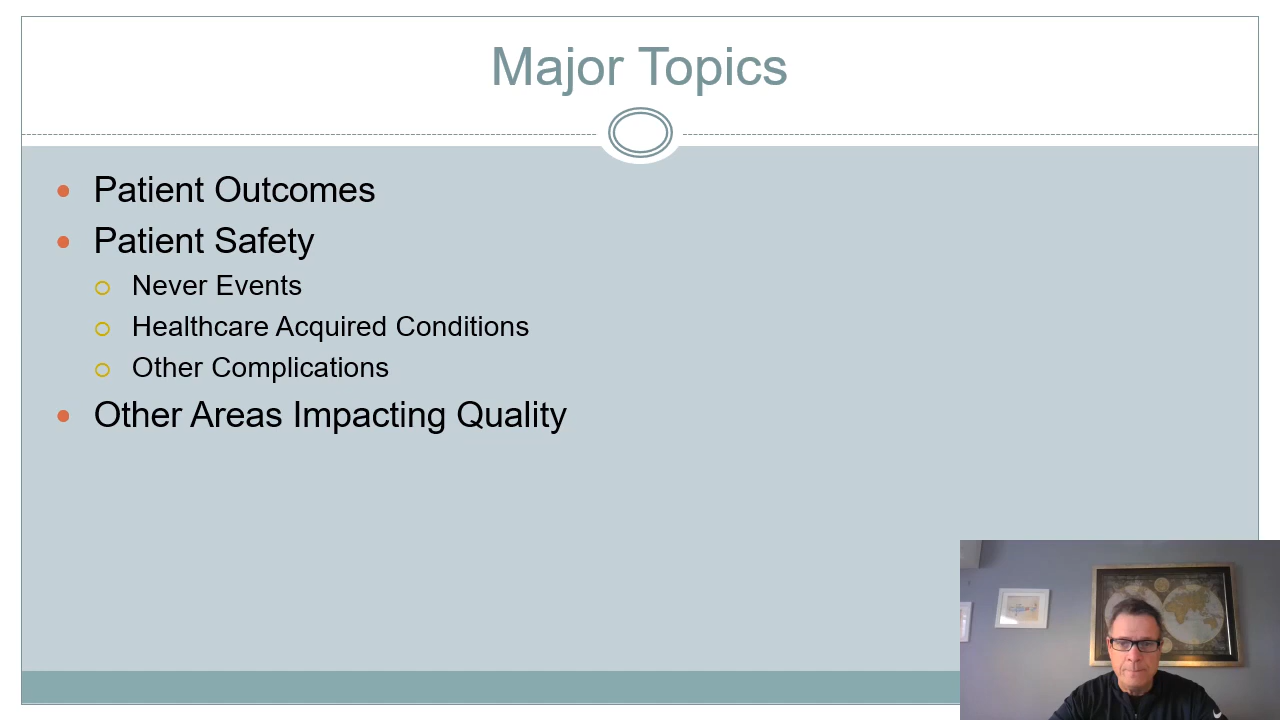 Major Topics
Patient Outcomes
Patient Safety
Never Events
Healthcare Acquired Conditions
Other Complications
Other Areas Impacting Quality